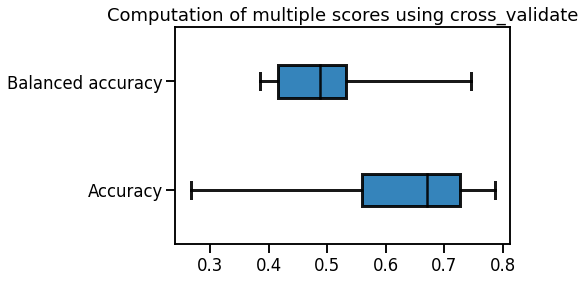 Computation of multiple scores using cross_validate
Balanced accuracy
Accuracy
0.3 0.4 0.5 0.6 0.7 0.8